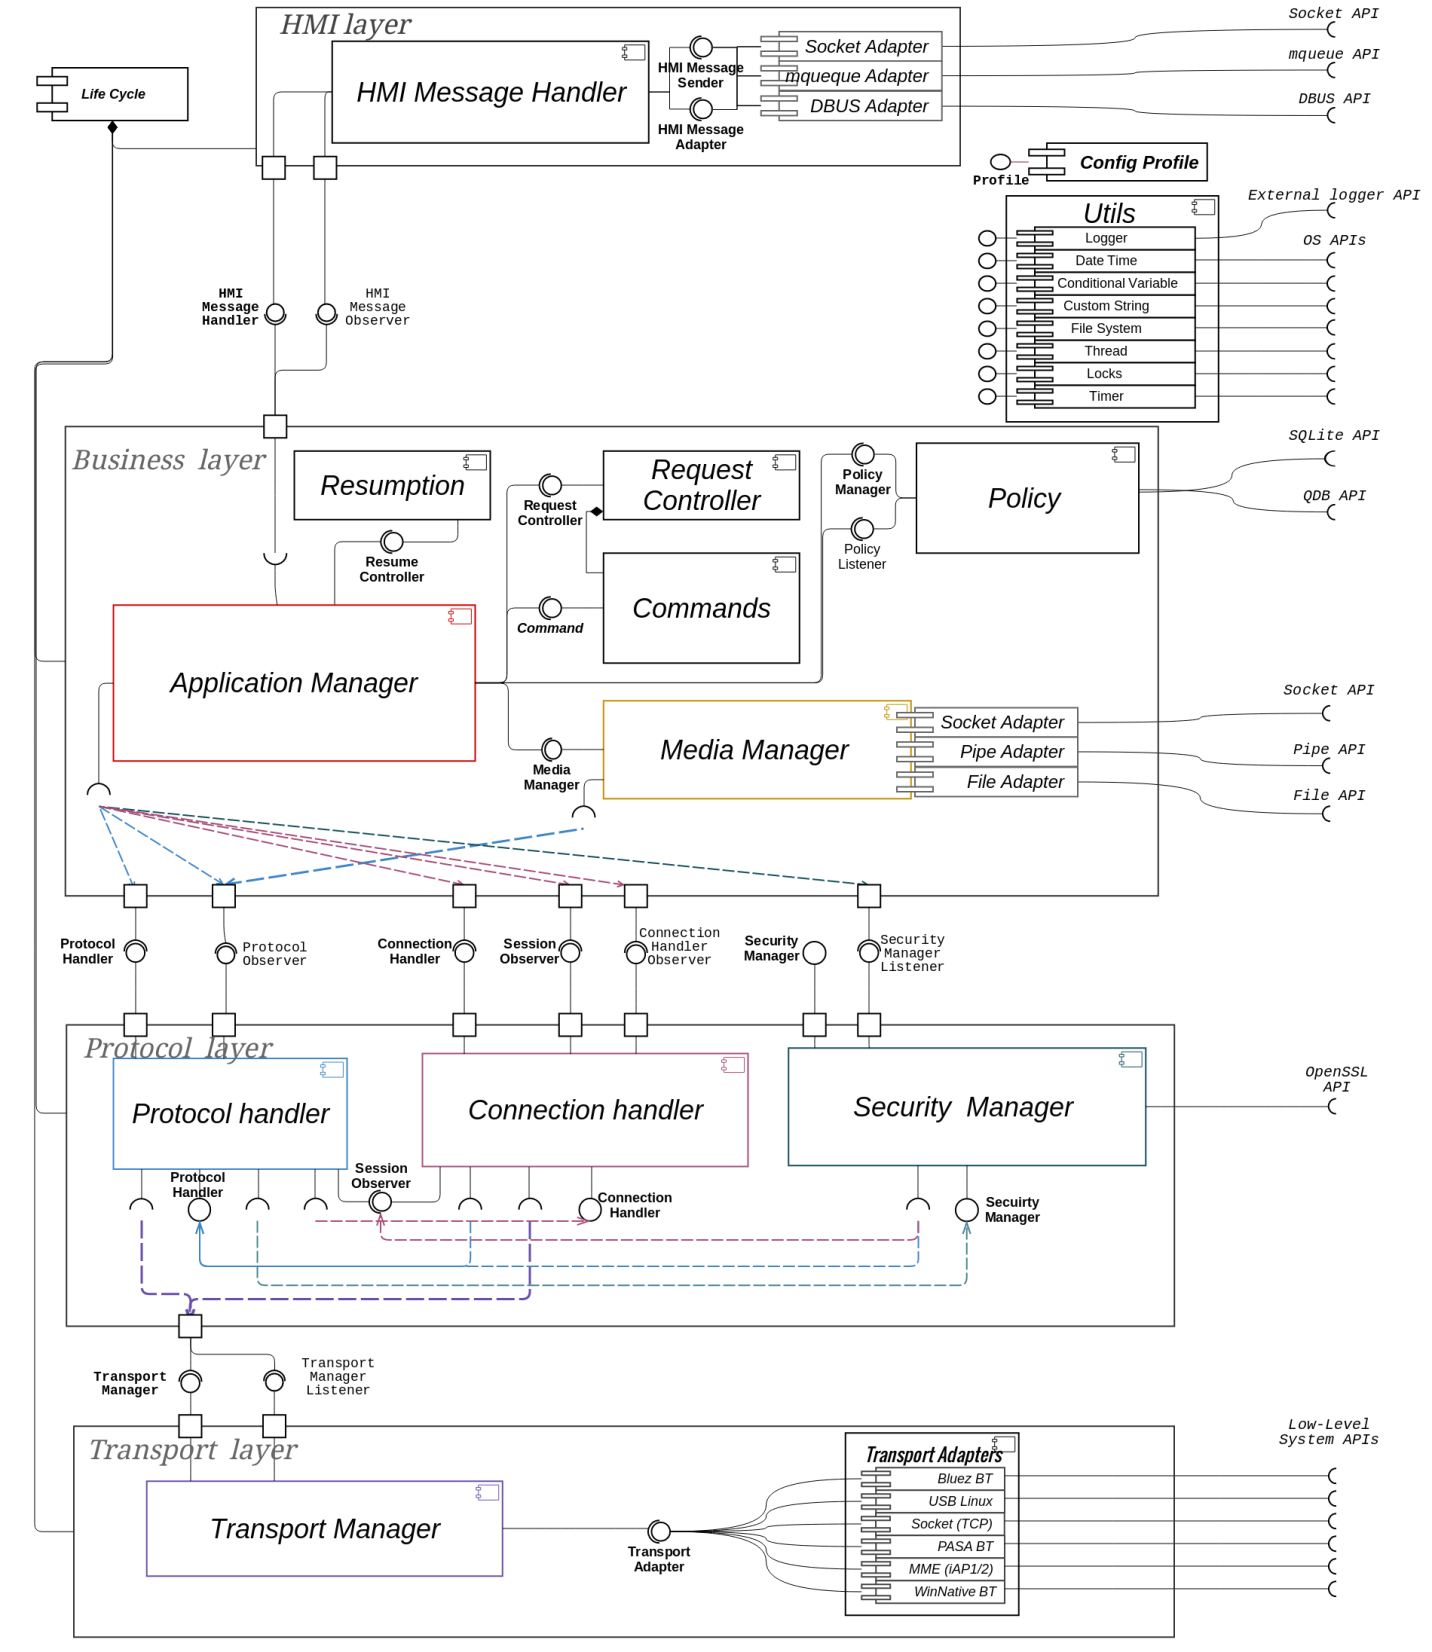 HMI layer
Socket API
mqueue API
DBUS API
Life Cycle
HMI Message Handler
HMI Message
Sender
HMI Message
Adapter
Socket Adapter
mqueque Adapter
DBUS Adapter
Profile
Config Profile
Utils
External logger API
OS APIs
Logger
Date Time
Conditional Variable
Custom String
File System
Thread
Locks
Timer
HMI
Message
Handler
HMI
Message
Observer
Business layer
Resumption
Resume
Controller
Request
Controller
Request
Controller
Commands
Command
Policy
Manager
Policy
Listener
Policy
SQLite API
QDB API
Application Manager
Media
Manager
Media Manager
Socket Adapter
Pipe Adapter
File Adapter
Socket API
Pipe API
File API
Protocol
Handler
Protocol
Observer
Connection
Handler
Session
Observer
Connection
Handler
Observer
Security
Manager
Security
Manager
Listener
Protocol layer
Protocol handler
Connection handler
Security Manager
OpenSSL
API
Protocol
Handler
Session
Observer
Connection
Handler
Secuirty
Manager
Transport
Manager
Transport
Manager
Listener
Transport layer
Transport Manager
Transport
Adapter
Transport Adapters
Bluez BT
USB Linux
Socket (TCP)
PASA BT
MME (iAP1/2)
WinNative BT
Low-Level
System APIs